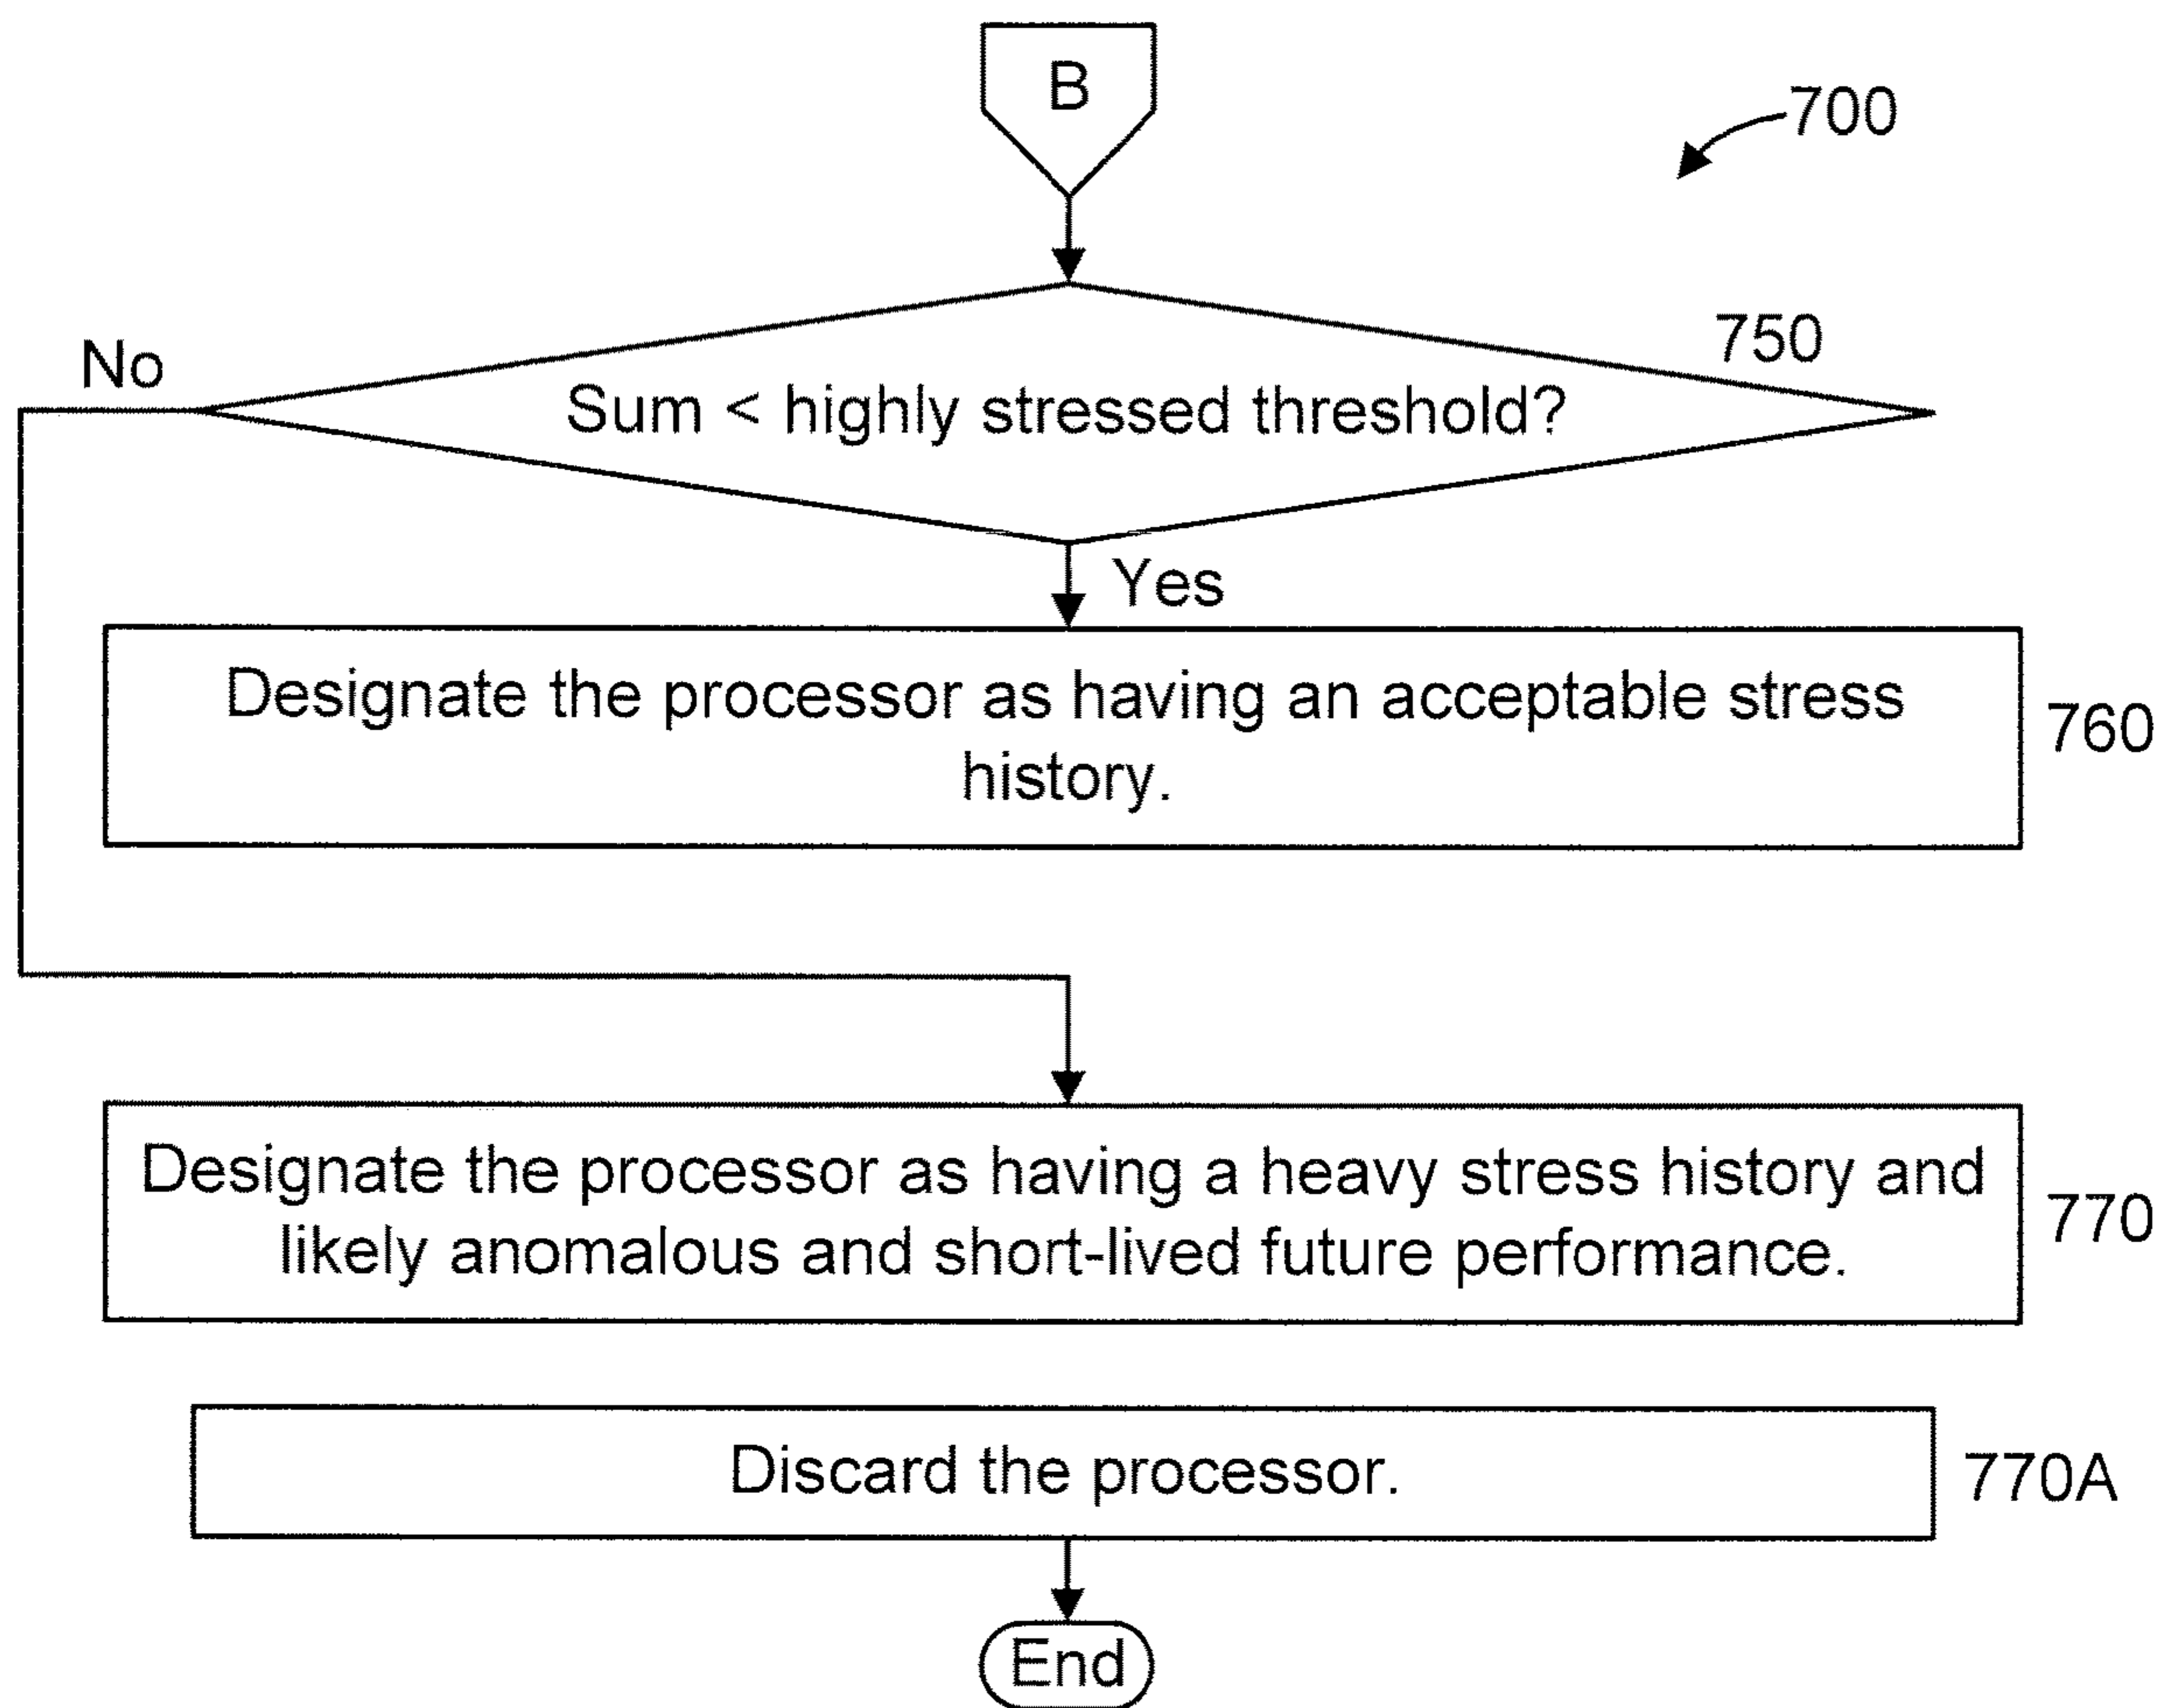 B
700
No
750
Sum < highly stressed threshold?
Yes
Designate the processor as having an acceptable stress
history.
760
Designate the processor as having a heavy stress history and
likely anomalous and short-lived future performance.
770
Discard the processor.
770A
End